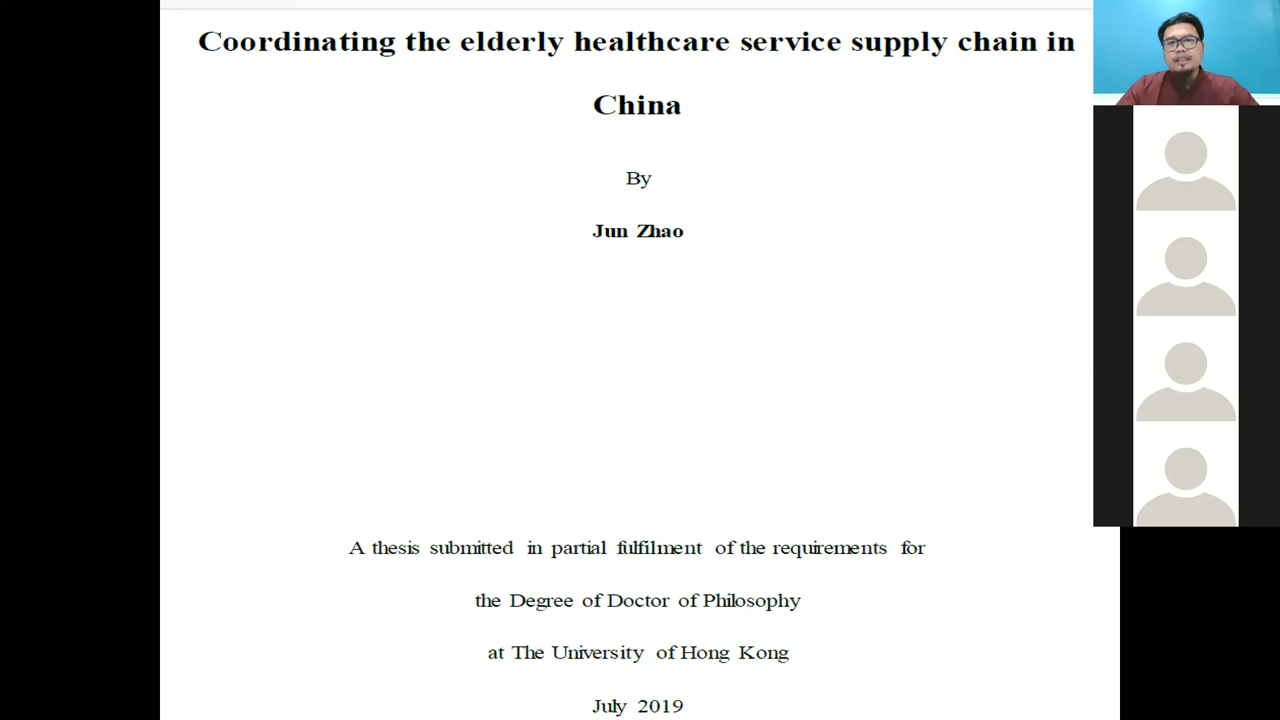 Coordinating the elderly healthcare service supply chain in
China
By
Jun Zhao
A thesis submitted in partial fulfilment of the requirements for
the Degree of Doctor of Philosophy
at The University of Hong Kong
July 2019